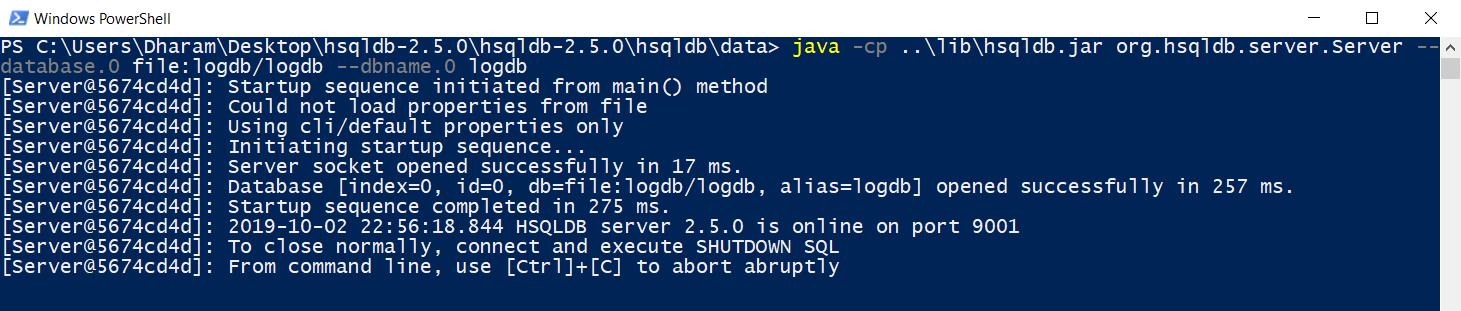 Windows PowerShell
PS C:\Users\Dharam\Desktop\hsqldb-2.5.0\hsqldb-2.5.0\hsqldb\data> java -cp ..\lib\hsqldb.jar org.hsqldb.server.Server --
database.0 file:logdb/logdb --dbname.0 logdb
[Server@5674cd4d]: Startup sequence initiated from main() method
[Server@5674cd4d]: Could not load properties from file
[Server@5674cd4d]: Using cli/default properties only
[Server@5674cd4d]: Initiating startup sequence...
[Server@5674cd4d]: Server socket opened successfully in 17 ms.
[Server@5674cd4d]: Database [index=0, id=0, db=file:logdb/logdb, alias=logdb] opened successfully in 257 ms.
[Server@5674cd4d]: Startup sequence completed in 275 ms.
[Server@5674cd4d]: 2019-10-02 22:56:18.844 HSQLDB server 2.5.0 is online on port 9001
[Server@5674cd4d]: To close normally, connect and execute SHUTDOWN SQL
[Server@5674cd4d]: From command line, use [Ctrl]+[C] to abort abruptly